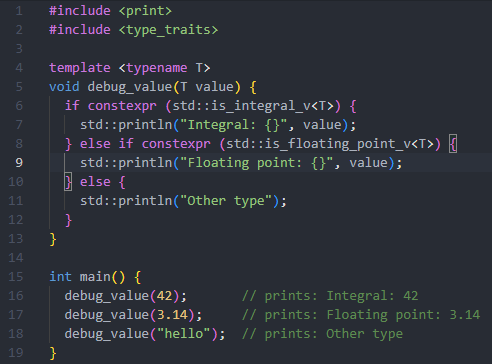 1 #include <print>
2 #include <type_traits>
3
4 template <typename T>
5 void debug_value(T value) {
6   if constexpr (std::is_integral_v<T>) {
7     std::println("Integral: {}", value);
8   } else if constexpr (std::is_floating_point_v<T>) {
9     std::println("Floating point: {}", value);
10   } else {
11     std::println("Other type");
12   }
13 }
14
15 int main() {
16   debug_value(42);       // prints: Integral: 42
17   debug_value(3.14);     // prints: Floating point: 3.14
18   debug_value("hello");  // prints: Other type
19 }